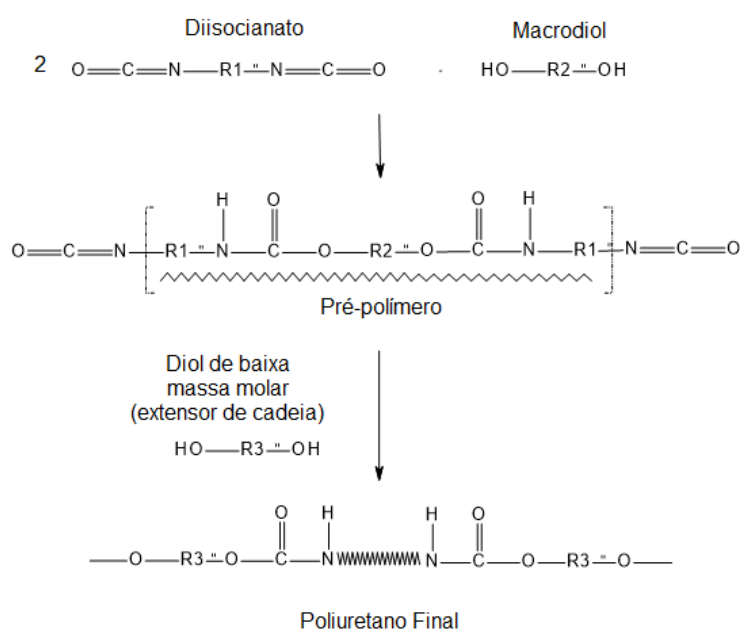 Diisocianato Macrodiol
2 O=C=N—R1—"N=C=O . HO—R2—"OH
H O O H
O=C=N—R1—"N—C—O—R2—"O—C—N—R1—"N=C=O
Pré-polímero
Diol de baixa
massa molar
(extensor de cadeia)
HO—R3—"OH
O H H O
—O—R3—"O—C—N N—C—O—R3—"O—
Poliuretano Final